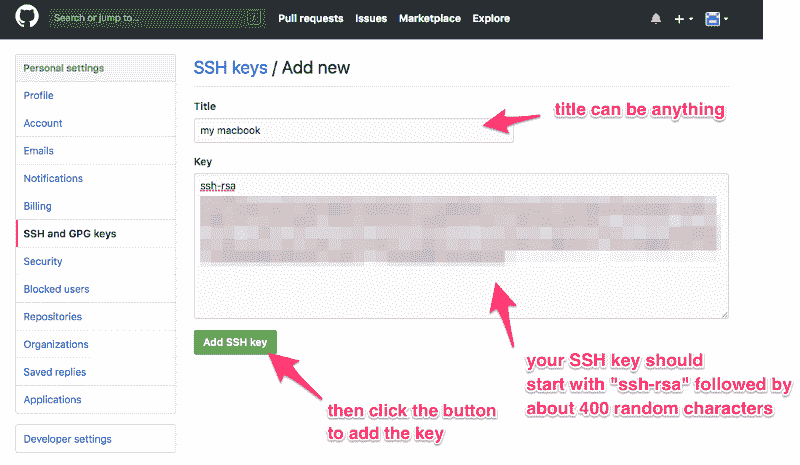 Search or jump to...
/
Pull requests
Issues
Marketplace
Explore
Personal settings
Profile
Account
Emails
Notifications
Billing
SSH and GPG keys
Security
Blocked users
Repositories
Organizations
Saved replies
Applications
Developer settings
SSH keys / Add new
Title
my macbook
title can be anything
Key
ssh-rsa
Add SSH key
your SSH key should
start with "ssh-rsa" followed by
about 400 random characters
then click the button
to add the key